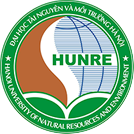 ĐẠI HỌC TÀI NGUYÊN VÀ MÔI TRƯỜNG HÀ NỘI
HUNRE
HANOI UNIVERSITY OF NATURAL RESOURCES AND ENVIRONMENT